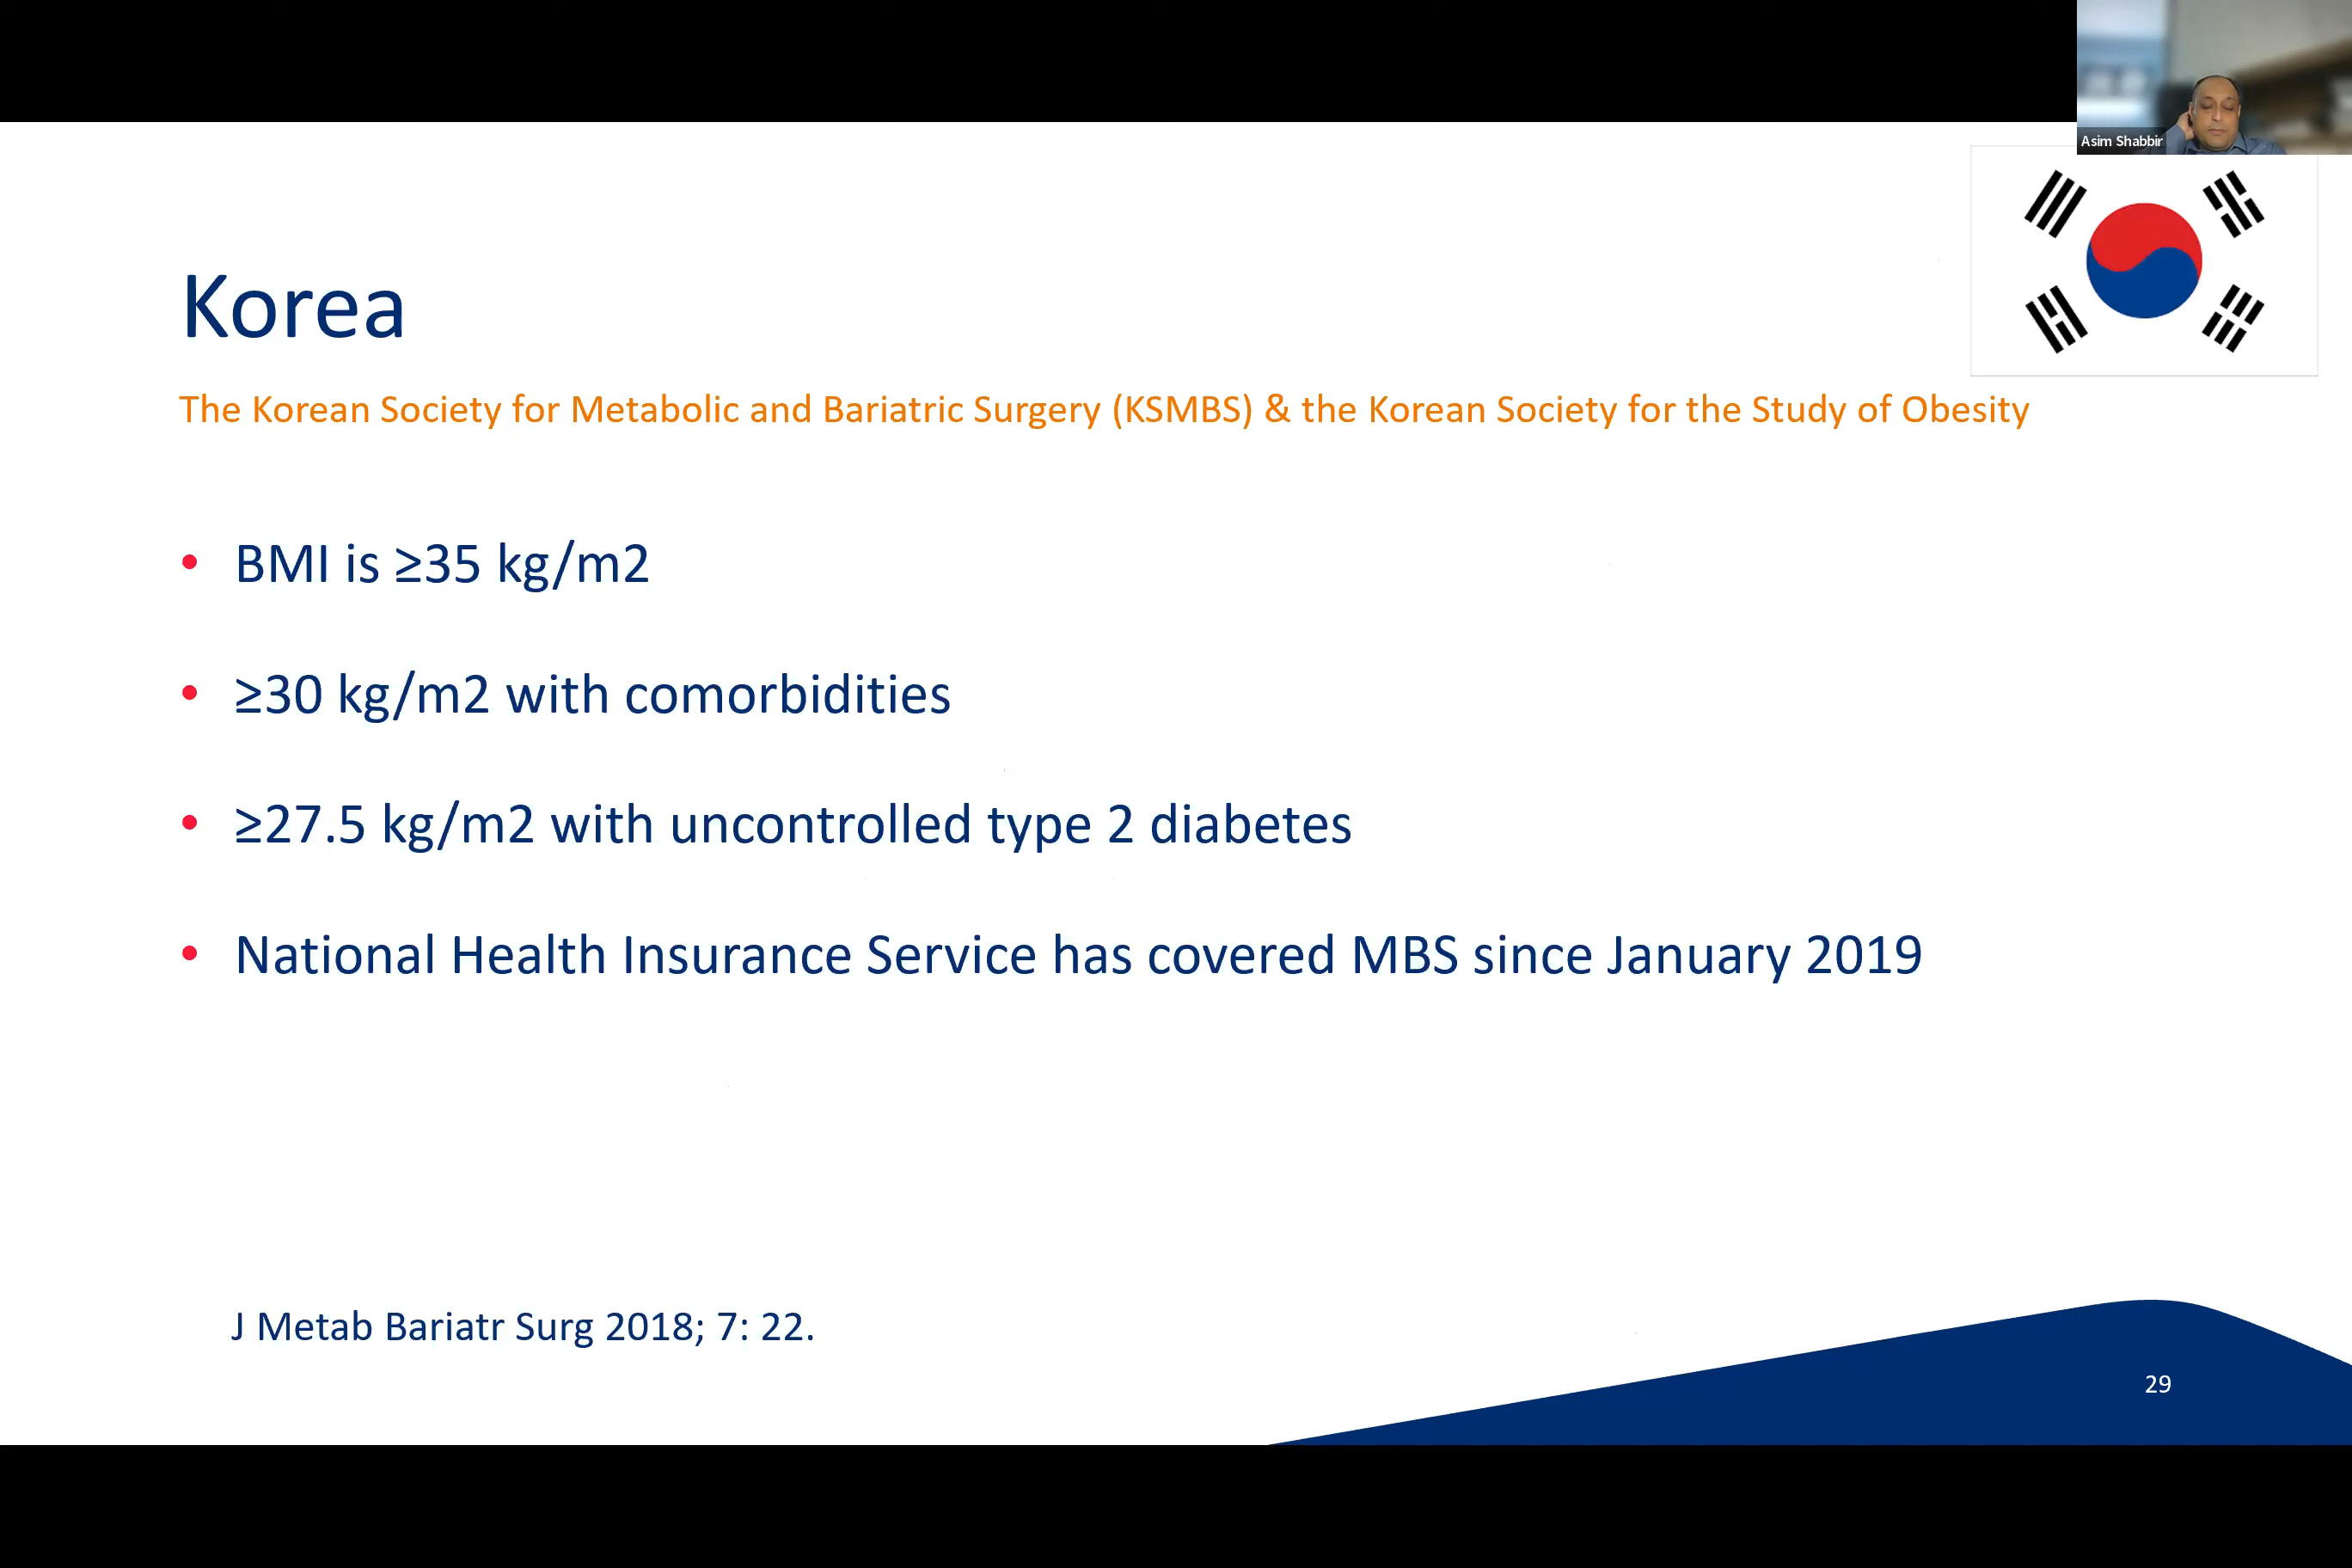 Asim Shabbir
Korea
The Korean Society for Metabolic and Bariatric Surgery (KSMBS) & the Korean Society for the Study of Obesity
• BMI is ≥35 kg/m2
• ≥30 kg/m2 with comorbidities
• ≥27.5 kg/m2 with uncontrolled type 2 diabetes
• National Health Insurance Service has covered MBS since January 2019
J Metab Bariatr Surg 2018; 7: 22.
29